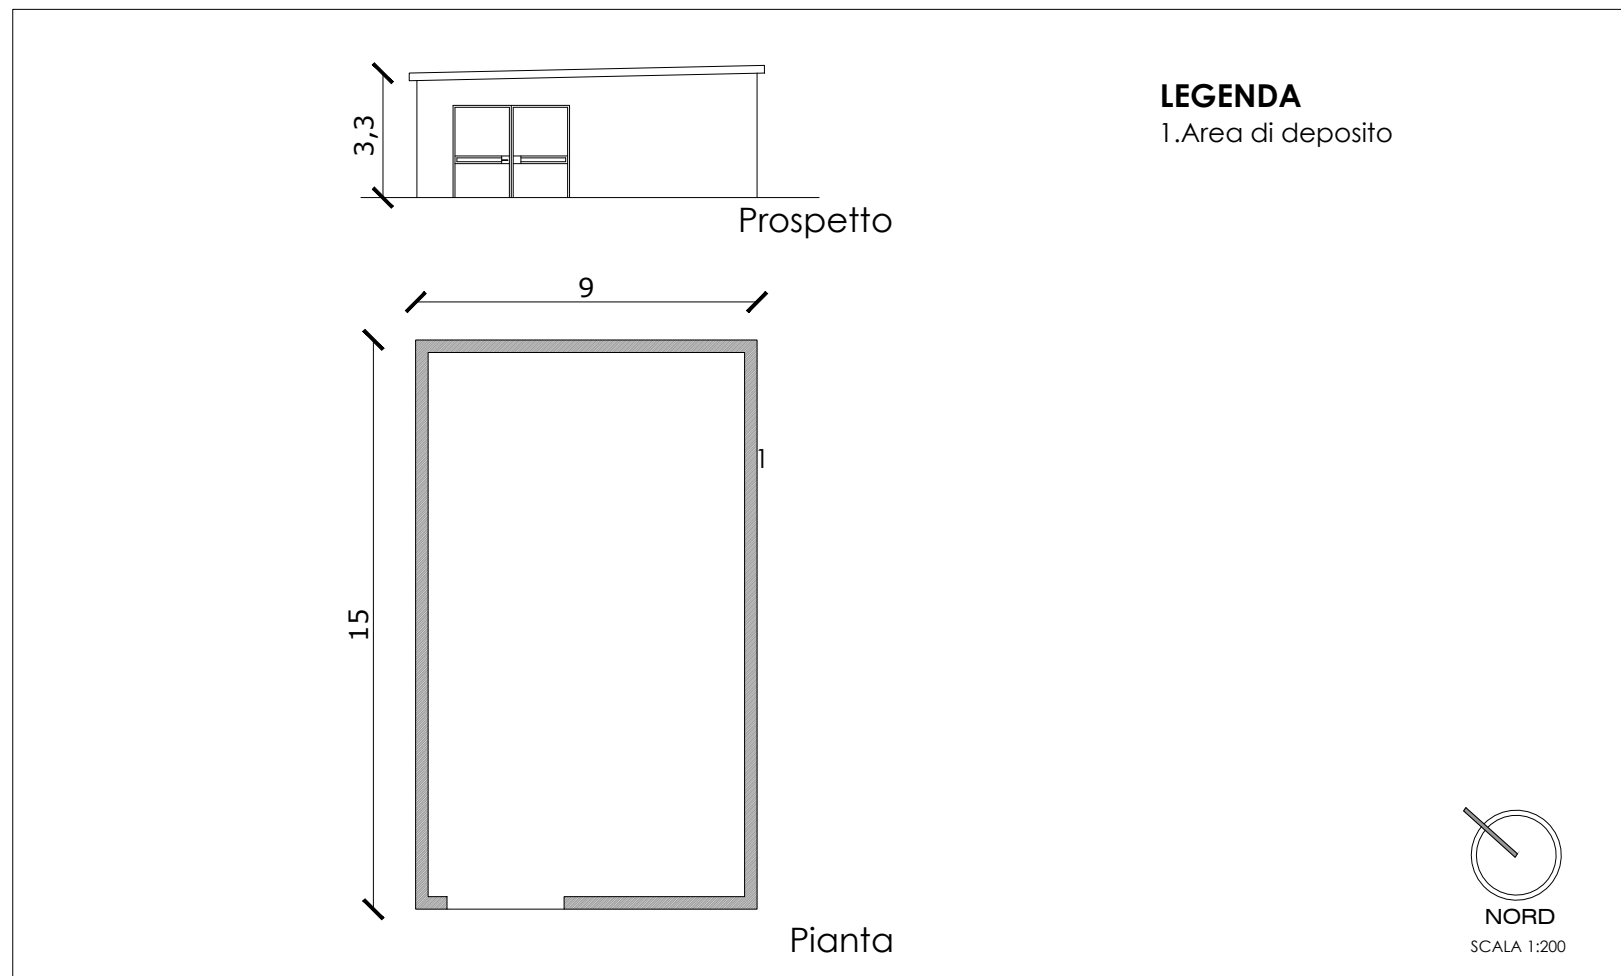 LEGENDA
1.Area di deposito
3,3
Prospetto
9
1
15
Pianta
NORD
SCALA 1:200